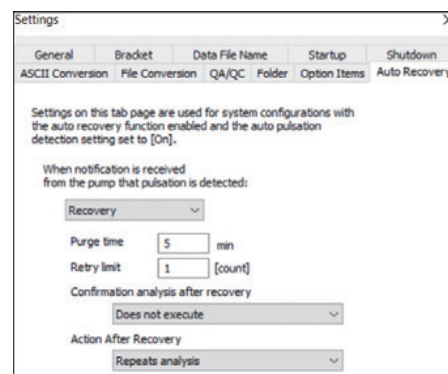 Settings
General Bracket Data File Name Startup Shutdown
ASCII Conversion File Conversion QA/QC Folder Option Items Auto Recovery
Settings on this tab page are used for system configurations with
the auto recovery function enabled and the auto pulsation
detection setting set to [On].
When notification is received
from the pump that pulsation is detected:
Recovery
Purge time 5 min
Retry limit 1 [count]
Confirmation analysis after recovery
Does not execute
Action After Recovery
Repeats analysis